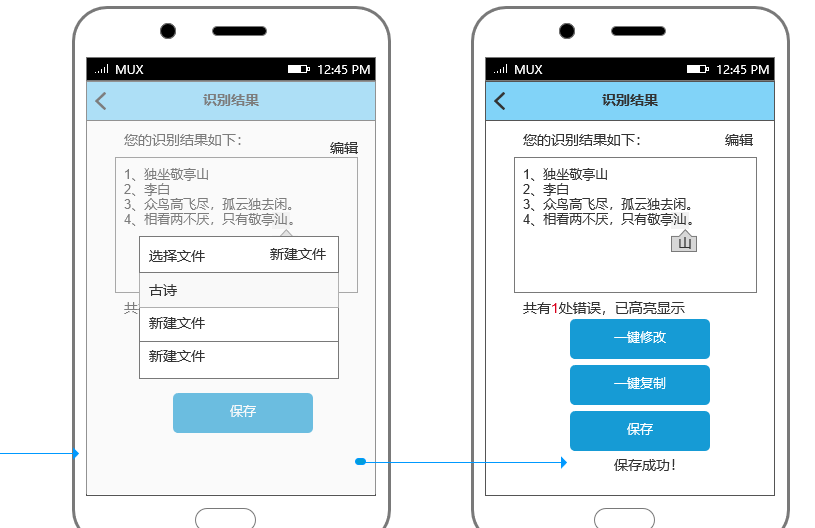 MUX 12:45 PM
识别结果
您的识别结果如下：
编辑
1、独坐敬亭山
2、李白
3、众鸟高飞尽，孤云独去闲。
4、相看两不厌，只有敬亭汕。
选择文件 新建文件
古诗
共
新建文件
新建文件
保存
MUX 12:45 PM
识别结果
您的识别结果如下： 编辑
1、独坐敬亭山
2、李白
3、众鸟高飞尽，孤云独去闲。
4、相看两不厌，只有敬亭汕。
山
共有1处错误，已高亮显示
一键修改
一键复制
保存
保存成功！